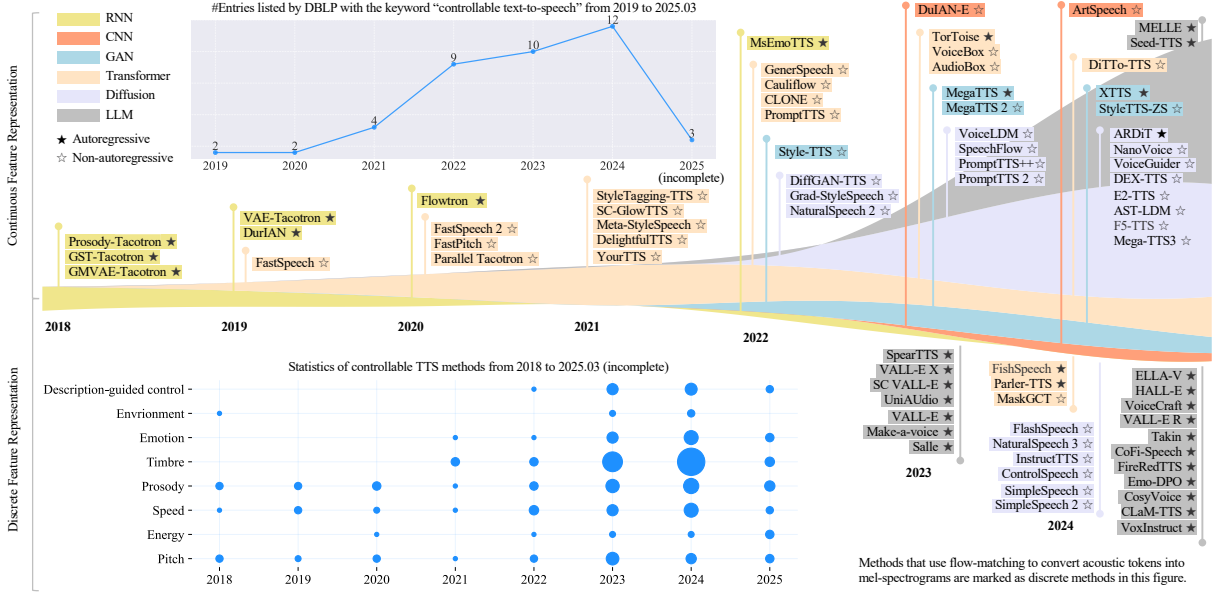 #Entries listed by DBLP with the keyword “controllable text-to-speech” from 2019 to 2025.03
RNN
CNN
GAN
Transformer
Diffusion
LLM
★ Autoregressive
☆ Non-autoregressive
Continuous Feature Representation
2
2
4
9
10
12
3
2019
2020
2021
2022
2023
2024
2025
(incomplete)
Prosody-Tacotron ★
GST-Tacotron ★
GMVAE-Tacotron ★
VAE-Tacotron ★
DurIAN ★
FastSpeech ☆
Flowtron ★
FastSpeech 2 ☆
FastPitch ☆
Parallel Tacotron ☆
StyleTagging-TTS ☆
SC-GlowTTS ☆
Meta-StyleSpeech ☆
DelightfulTTS ☆
YourTTS ☆
MsEmoTTS ★
GenerSpeech ☆
Cauliflow ☆
CLONE ☆
PromptTTS ☆
Style-TTS ☆
DiffGAN-TTS ☆
Grad-StyleSpeech ☆
NaturalSpeech 2 ☆
DuIAN-E ☆
TorToise ★
VoiceBox ☆
AudioBox ☆
MegaTTS ★
MegaTTS 2 ☆
VoiceLDM ☆
SpeechFlow ☆
PromptTTS++☆
PromptTTS 2 ☆
ArtSpeech ☆
MELLE ★
Seed-TTS ★
DiTTo-TTS ☆
XTTS ★
StyleTTS-ZS ☆
ARDiT ★
NanoVoice ☆
VoiceGuider ☆
DEX-TTS ☆
E2-TTS ☆
AST-LDM ☆
F5-TTS ☆
Mega-TTS3 ☆
2018
2019
2020
2021
2022
Discrete Feature Representation
Statistics of controllable TTS methods from 2018 to 2025.03 (incomplete)
Description-guided control
Envrionment
Emotion
Timbre
Prosody
Speed
Energy
Pitch
2018
2019
2020
2021
2022
2023
2024
2025
SpearTTS ★
VALL-E X ★
SC VALL-E ★
UniAUdio ★
VALL-E ★
Make-a-voice ★
Salle ★
2023
FishSpeech ★
Parler-TTS ★
MaskGCT ☆
FlashSpeech ☆
NaturalSpeech 3 ☆
InstructTTS ☆
ControlSpeech ☆
SimpleSpeech ☆
SimpleSpeech 2 ☆
2024
ELLA-V ★
HALL-E ★
VoiceCraft ★
VALL-E R ★
Takin ★
CoFi-Speech ★
FireRedTTS ★
Emo-DPO ★
CosyVoice ★
CLaM-TTS ★
VoxInstruct ★
Methods that use flow-matching to convert acoustic tokens into
mel-spectrograms are marked as discrete methods in this figure.